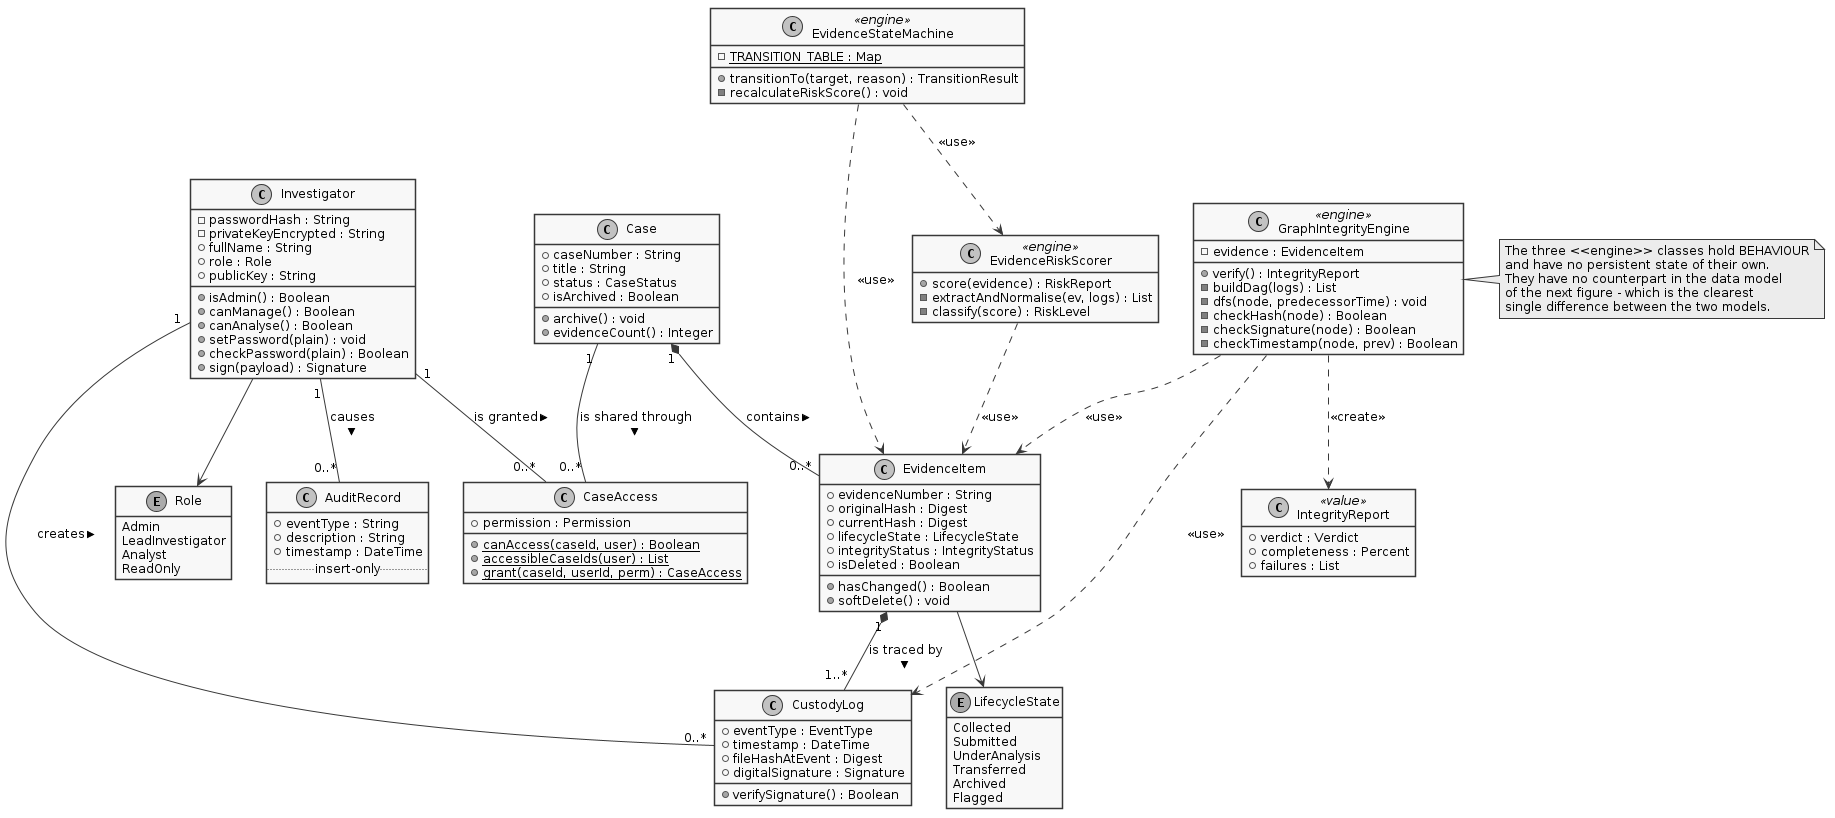 «engine»
EvidenceStateMachine
TRANSITION_TABLE : Map
transitionTo(target, reason) : TransitionResult
recalculateRiskScore() : void
«use»
«use»
Investigator
passwordHash : String
privateKeyEncrypted : String
fullName : String
role : Role
publicKey : String
isAdmin() : Boolean
canManage() : Boolean
canAnalyse() : Boolean
setPassword(plain) : void
checkPassword(plain) : Boolean
sign(payload) : Signature
Case
caseNumber : String
title : String
status : CaseStatus
isArchived : Boolean
archive() : void
evidenceCount() : Integer
«engine»
EvidenceRiskScorer
score(evidence) : RiskReport
extractAndNormalise(ev, logs) : List
classify(score) : RiskLevel
«engine»
GraphIntegrityEngine
evidence : EvidenceItem
verify() : IntegrityReport
buildDag(logs) : List
dfs(node, predecessorTime) : void
checkHash(node) : Boolean
checkSignature(node) : Boolean
checkTimestamp(node, prev) : Boolean
The three <<engine>> classes hold BEHAVIOUR
and have no persistent state of their own.
They have no counterpart in the data model
of the next figure - which is the clearest
single difference between the two models.
1
1
1
1
1
causes
is granted
is shared through
contains
«use»
«use»
«create»
0..*
0..*
0..*
0..*
creates
«use»
Role
Admin
LeadInvestigator
Analyst
ReadOnly
AuditRecord
eventType : String
description : String
timestamp : DateTime
insert-only
CaseAccess
permission : Permission
canAccess(caseId, user) : Boolean
accessibleCaseIds(user) : List
grant(caseId, userId, perm) : CaseAccess
EvidenceItem
evidenceNumber : String
originalHash : Digest
currentHash : Digest
lifecycleState : LifecycleState
integrityStatus : IntegrityStatus
isDeleted : Boolean
hasChanged() : Boolean
softDelete() : void
«value»
IntegrityReport
verdict : Verdict
completeness : Percent
failures : List
1
is traced by
1..*
0..*
CustodyLog
eventType : EventType
timestamp : DateTime
fileHashAtEvent : Digest
digitalSignature : Signature
verifySignature() : Boolean
LifecycleState
Collected
Submitted
UnderAnalysis
Transferred
Archived
Flagged